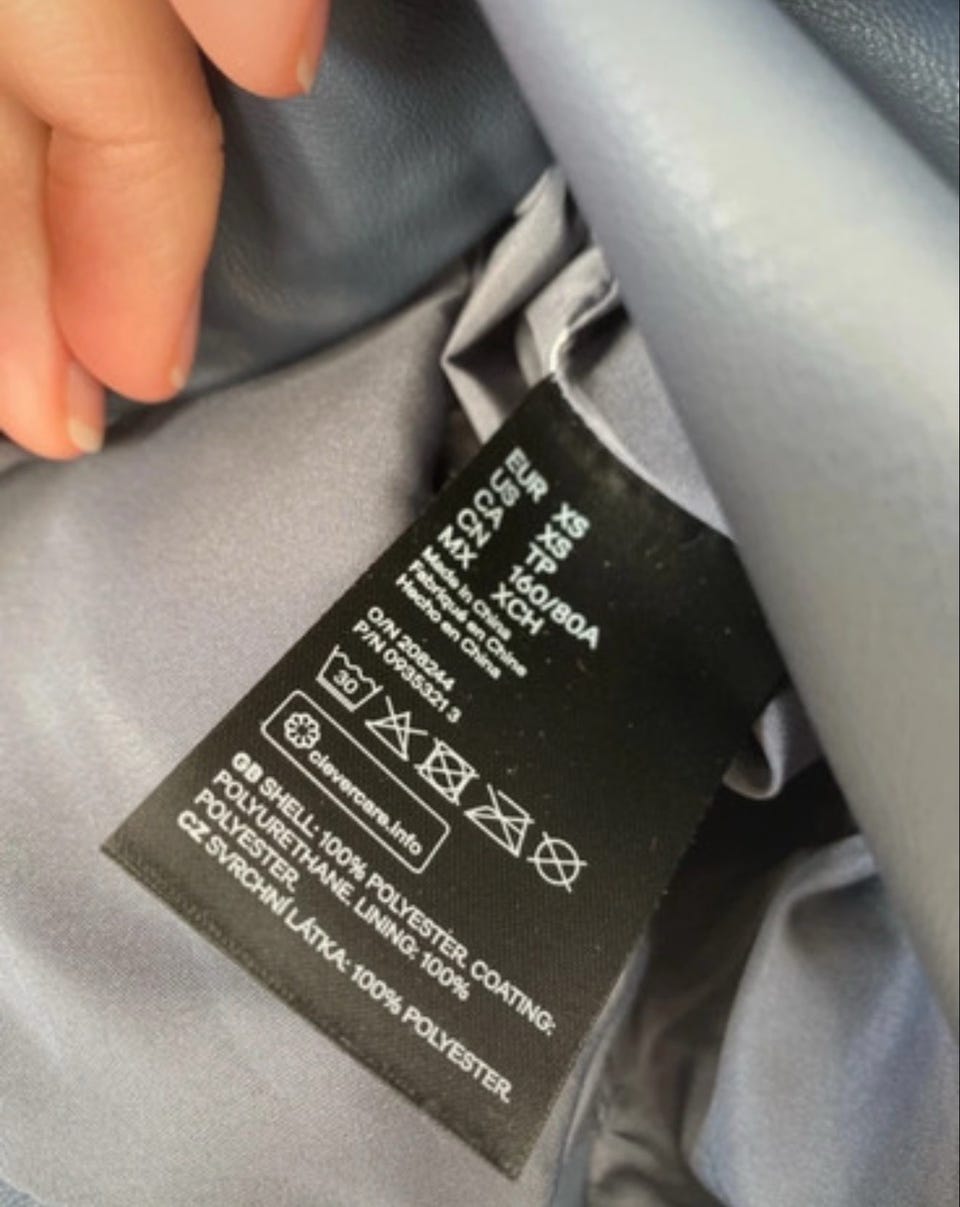 EUR XS
US XS
CA TP
CN 160/80A
MX XCH
Made in China
Fabriqué en Chine
Hecho en China
O/N 208244
P/N 0935321 3
30
clevercare.info
GB SHELL: 100% POLYESTER. COATING:
POLYURETHANE. LINING: 100%
POLYESTER.
CZ SVRCHNÍ LÁTKA: 100% POLYESTER.